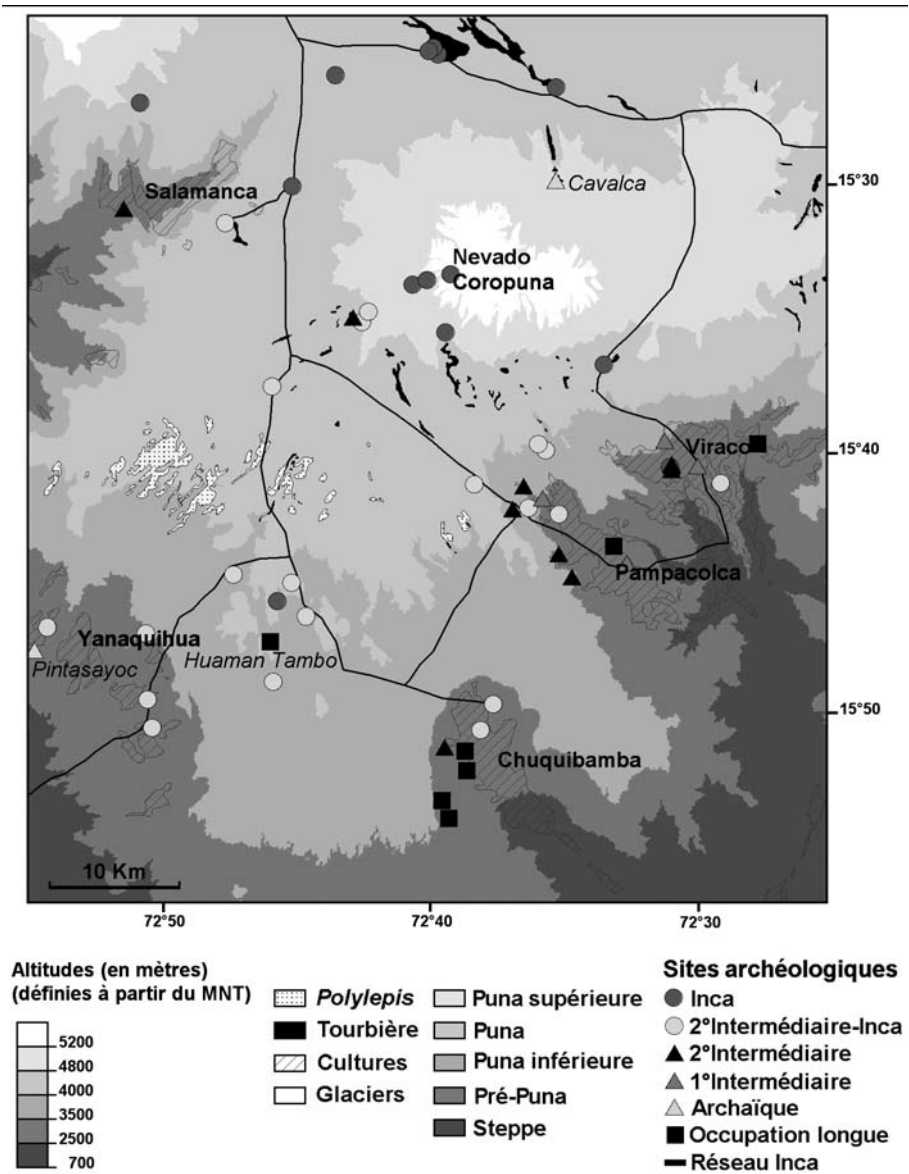 Salamanca
Cavalca
15°30
Nevado
Coropuna
Viraco
15°40
Pampacolca
Yanaquihua
Pintasayoc
Huaman Tambo
15°50
Chuquibamba
10 Km
72°50
72°40
72°30
Altitudes (en mètres)
(définies à partir du MNT)
5200
4800
4000
3500
2500
700
Polylepis
Tourbière
Cultures
Glaciers
Puna supérieure
Puna
Puna inférieure
Pré-Puna
Steppe
Sites archéologiques
Inca
2°Intermédiaire-Inca
2°Intermédiaire
1°Intermédiaire
Archaïque
Occupation longue
Réseau Inca